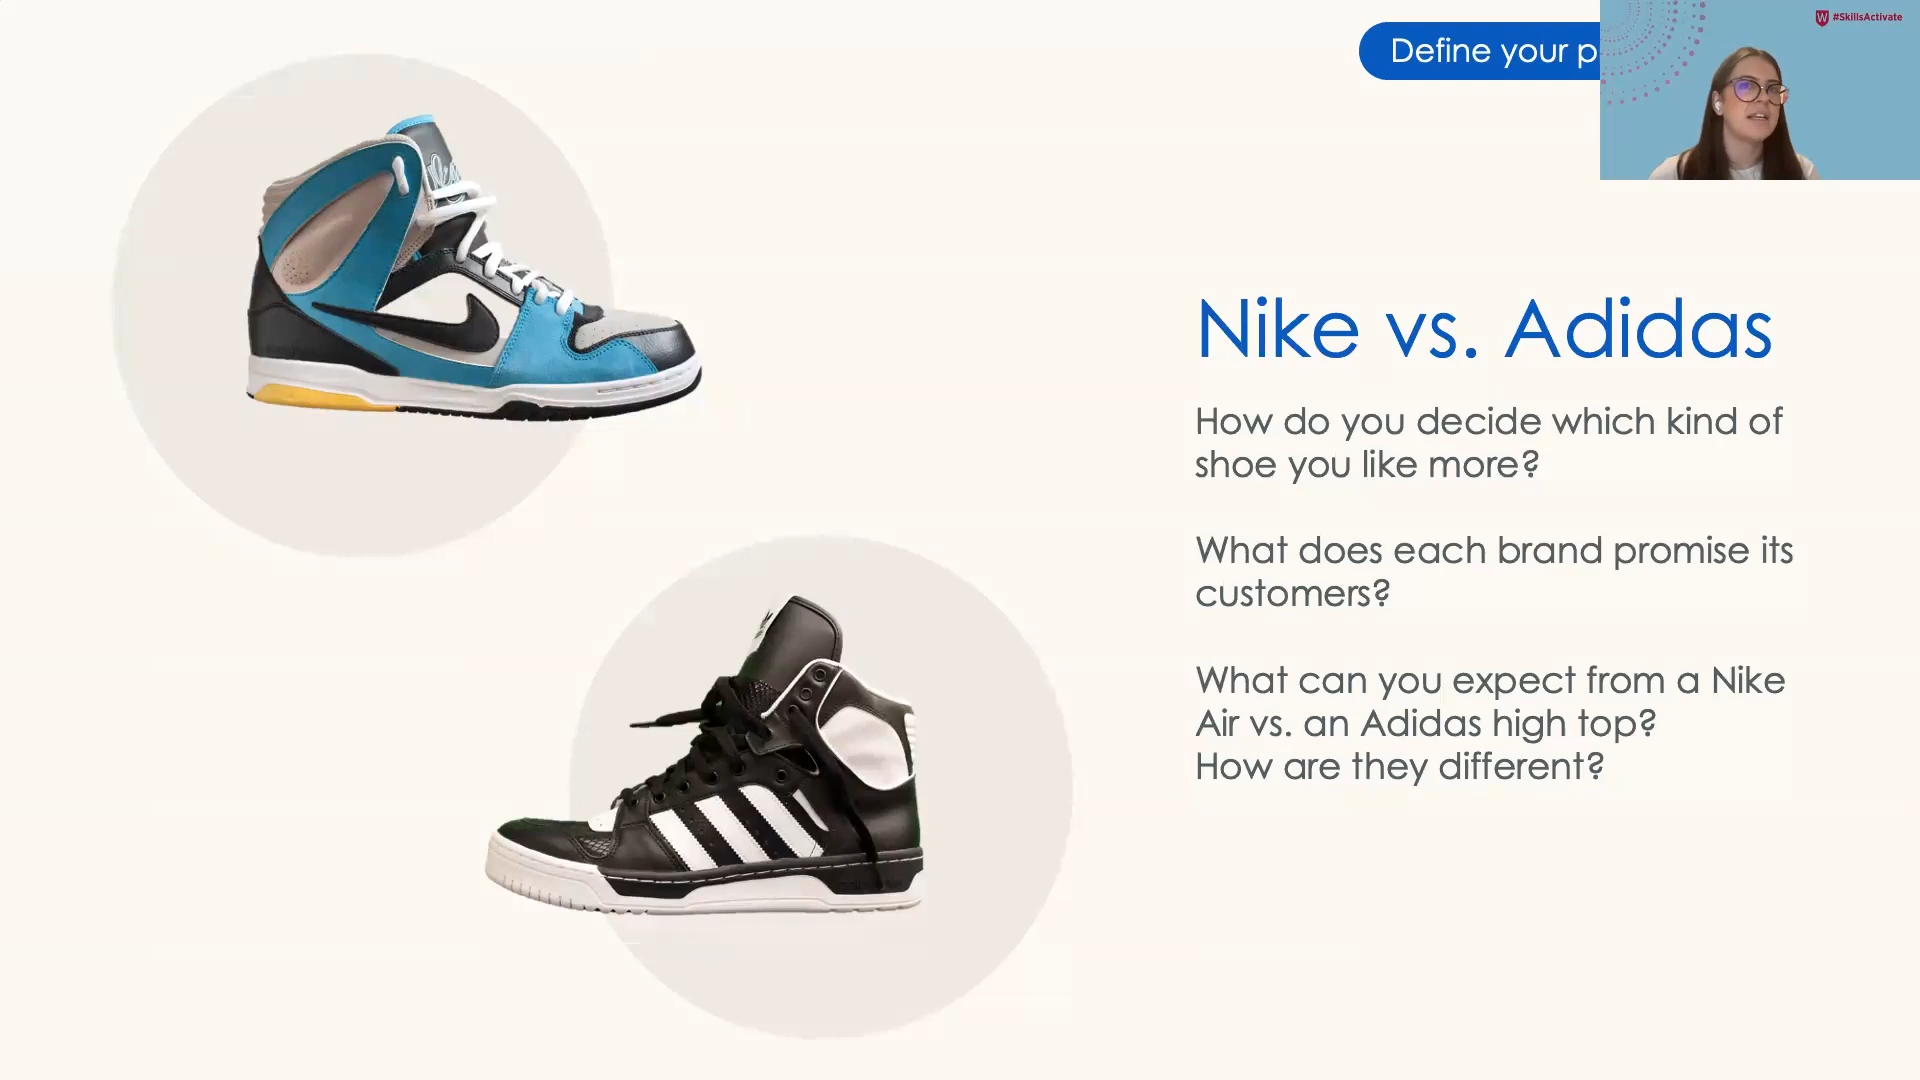 Define your p
W #SkillsActivate
Nike vs. Adidas
How do you decide which kind of
shoe you like more?
What does each brand promise its
customers?
What can you expect from a Nike
Air vs. an Adidas high top?
How are they different?